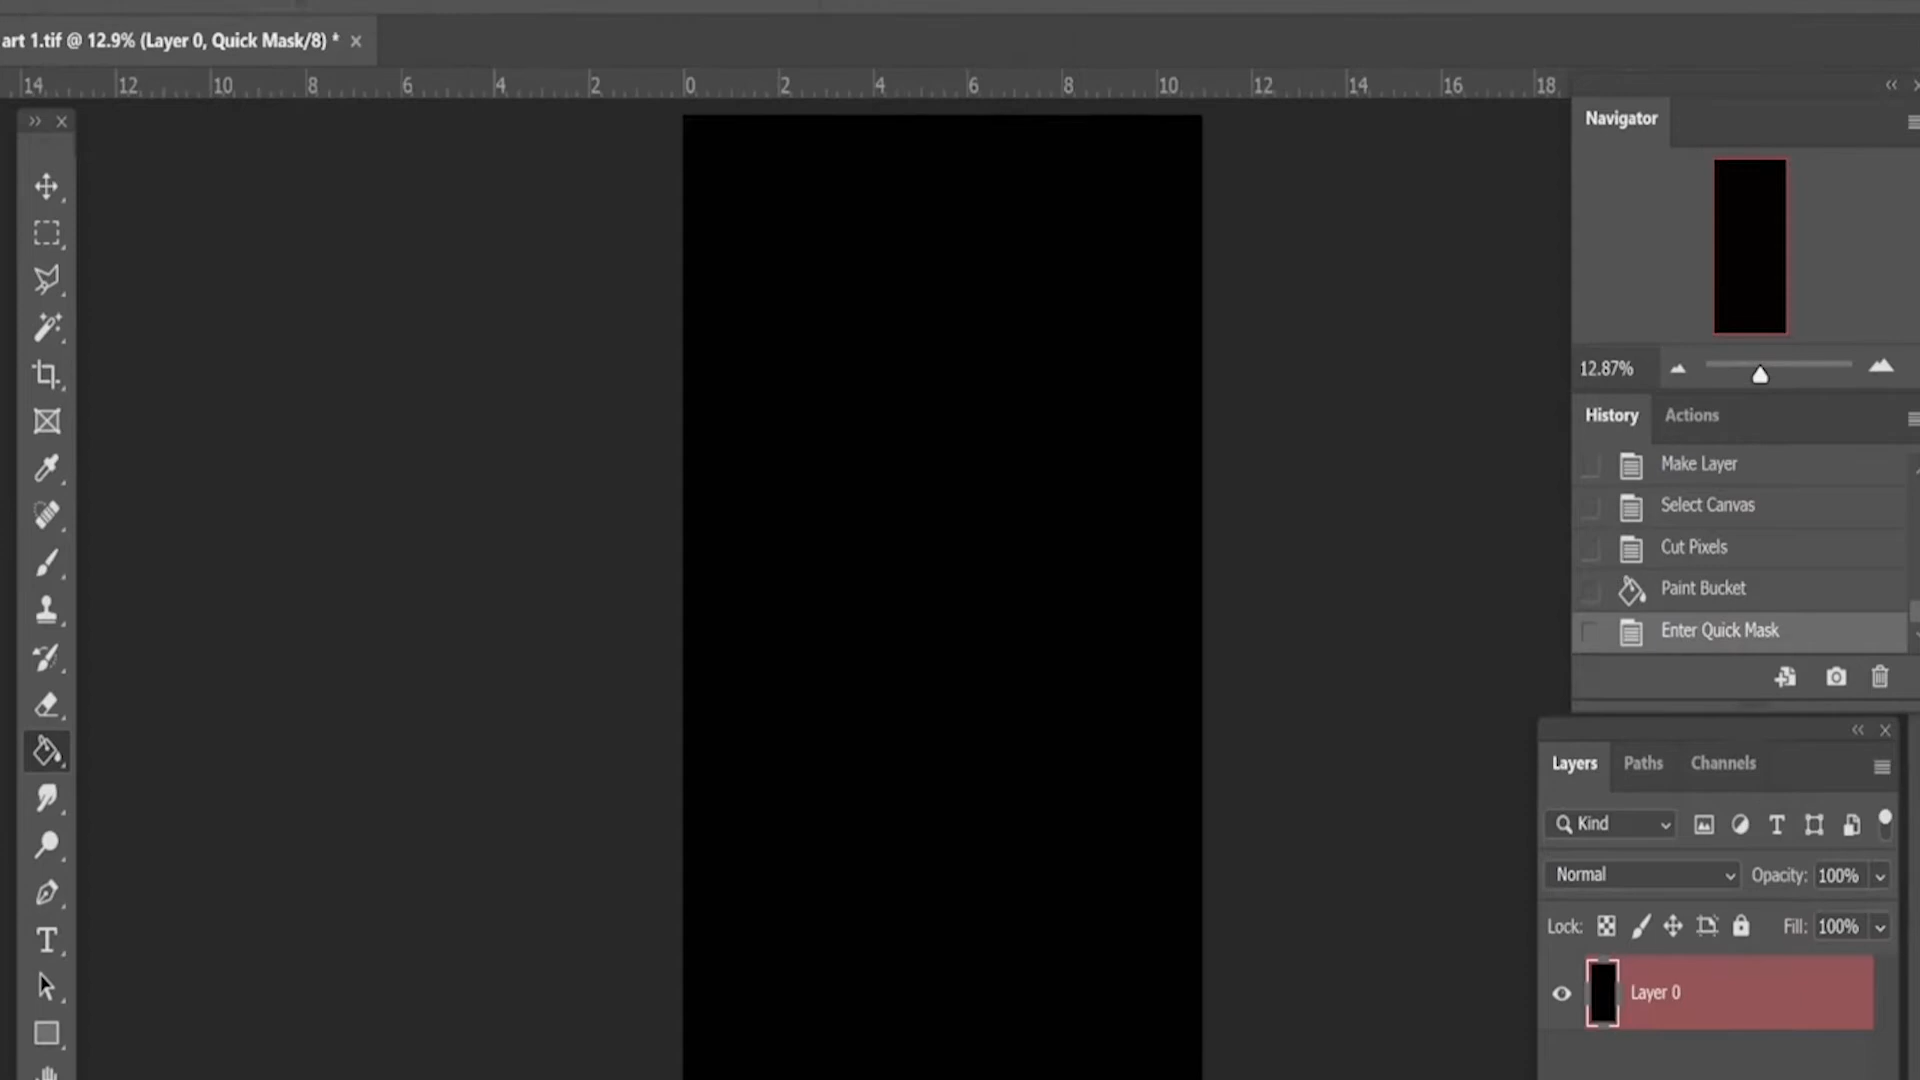 art 1.tif @ 12.9% (Layer 0, Quick Mask/8) *
14 12 10 8 6 4 2 0 2 4 6 8 10 12 14 16 18
Navigator
12.87%
History Actions
Make Layer
Select Canvas
Cut Pixels
Paint Bucket
Enter Quick Mask
Layers Paths Channels
Kind
Normal Opacity: 100%
Lock: Fill: 100%
Layer 0